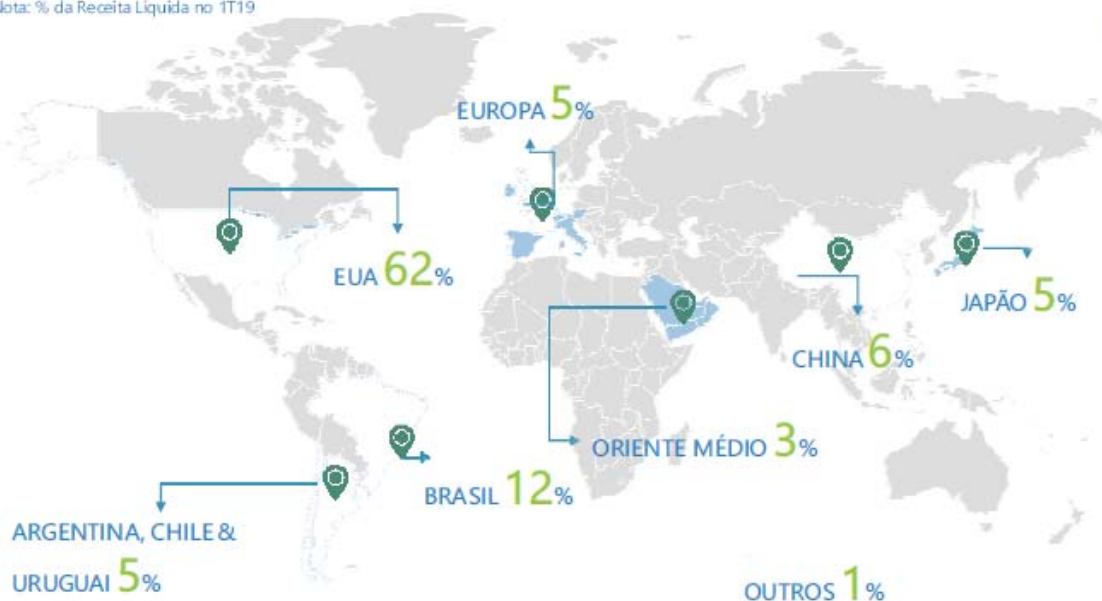 Nota: % da Receita Líquida no 1T19
EUROPA 5%
EUA 62%
JAPÃO 5%
CHINA 6%
ORIENTE MÉDIO 3%
BRASIL 12%
ARGENTINA, CHILE &
URUGUAI 5%
OUTROS 1%